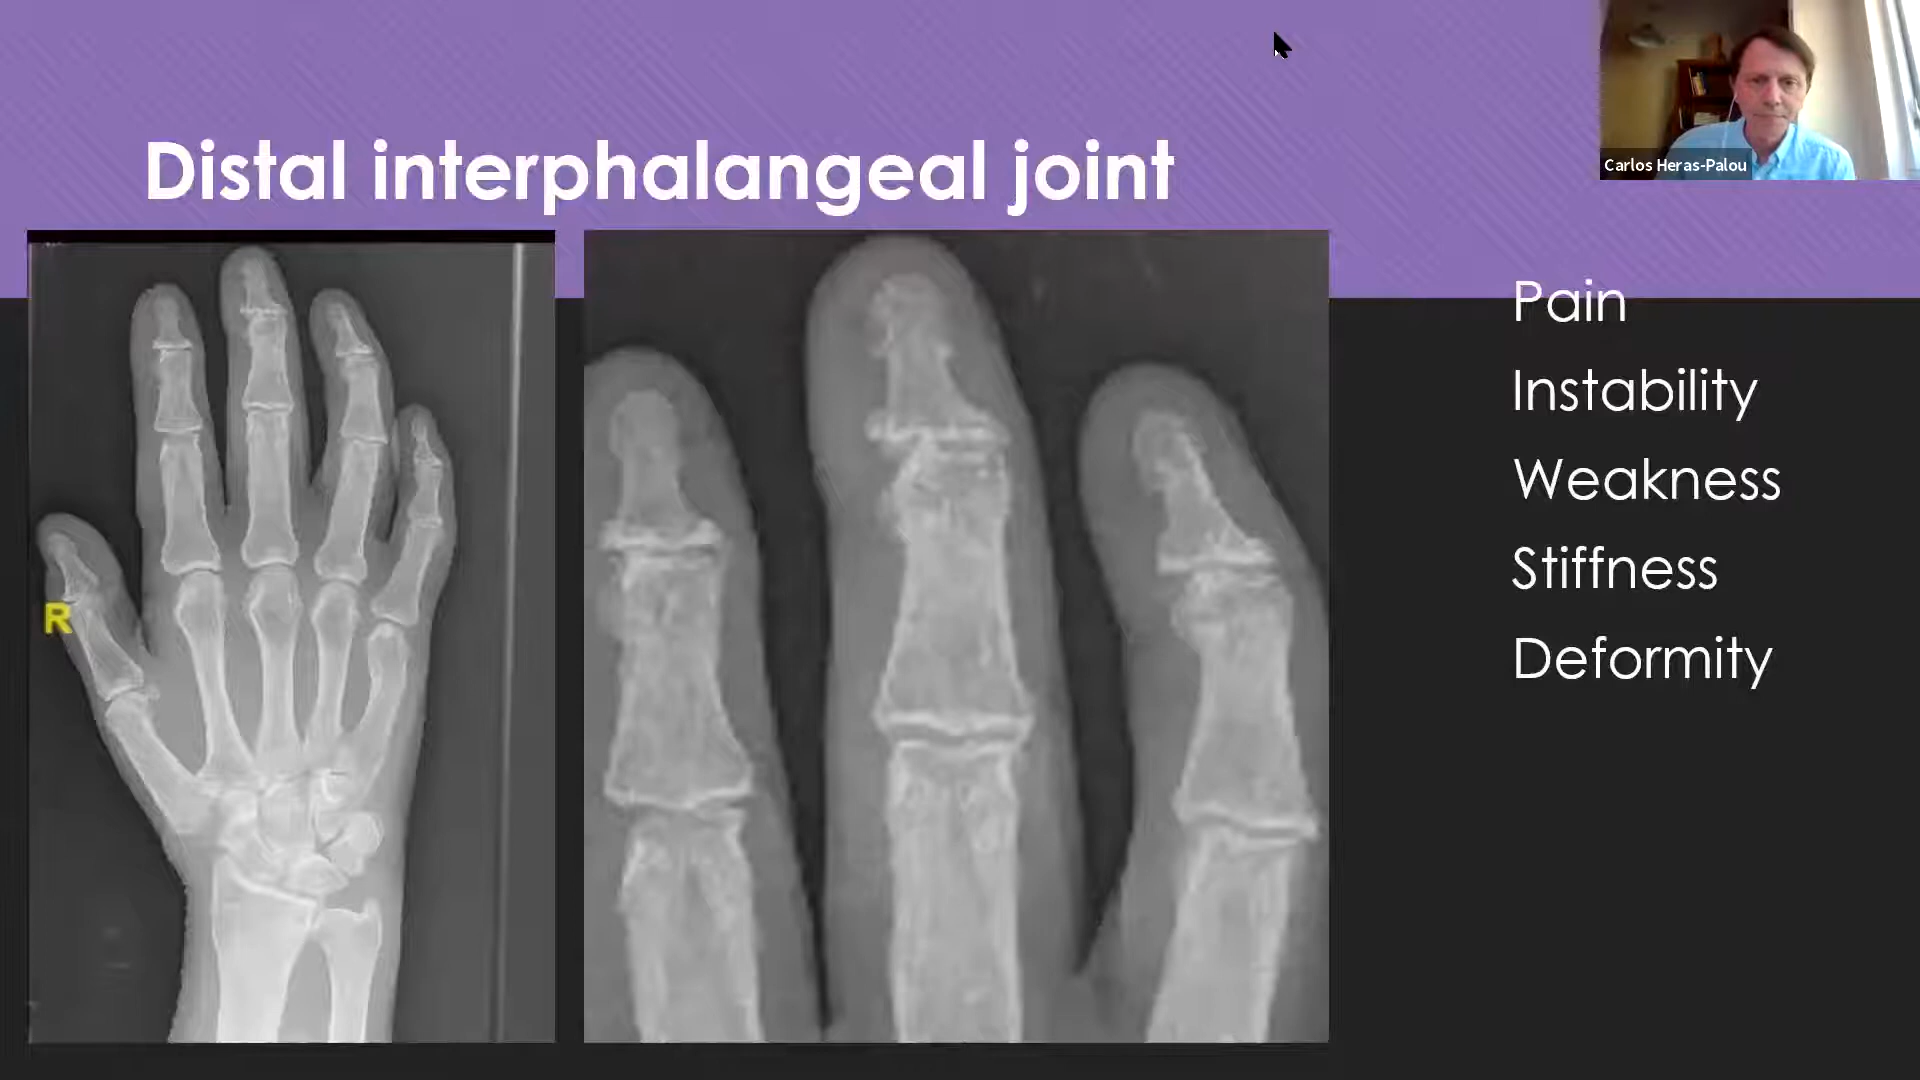 Carlos Heras-Palou
Distal interphalangeal joint
R
Pain
Instability
Weakness
Stiffness
Deformity